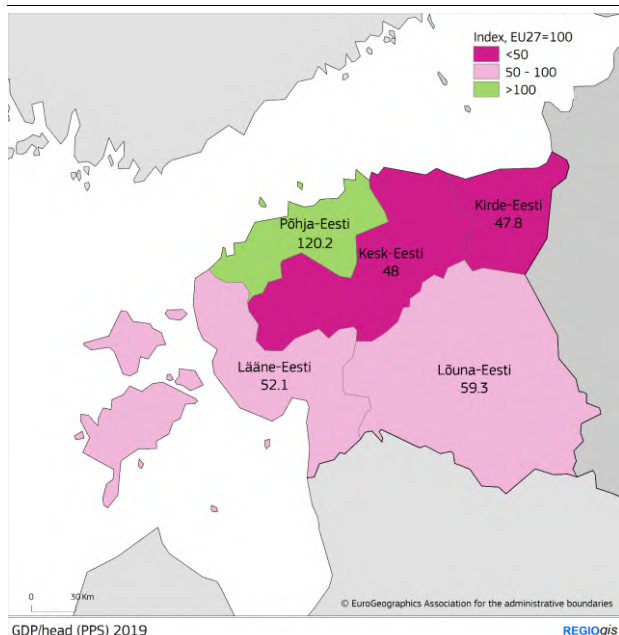 Index, EU27=100
<50
50 - 100
>100
Põhja-Eesti
120.2
Kirde-Eesti
47.8
Kesk-Eesti
48
Lääne-Eesti
52.1
Lõuna-Eesti
59.3
0 30 Km
© EuroGeographics Association for the administrative boundaries
GDP/head (PPS) 2019
REGIOgis